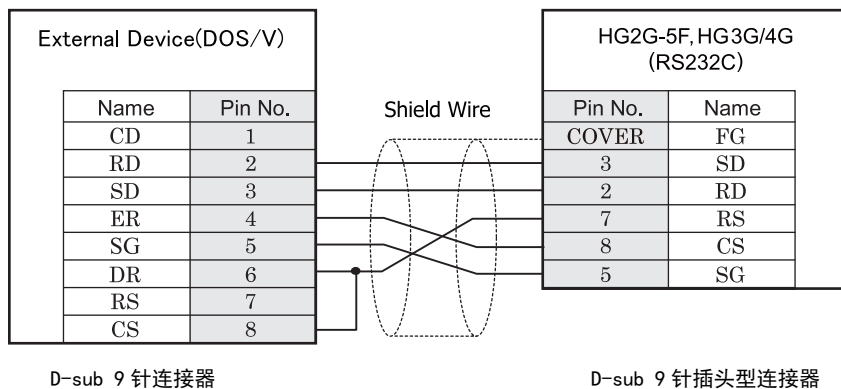 External Device(DOS/V)
HG2G-5F, HG3G/4G
(RS232C)
Name Pin No. Shield Wire Pin No. Name
CD 1 COVER FG
RD 2 3 SD
SD 3 2 RD
ER 4 7 RS
SG 5 8 CS
DR 6 5 SG
RS 7
CS 8
D-sub 9 针连接器 D-sub 9 针插头型连接器